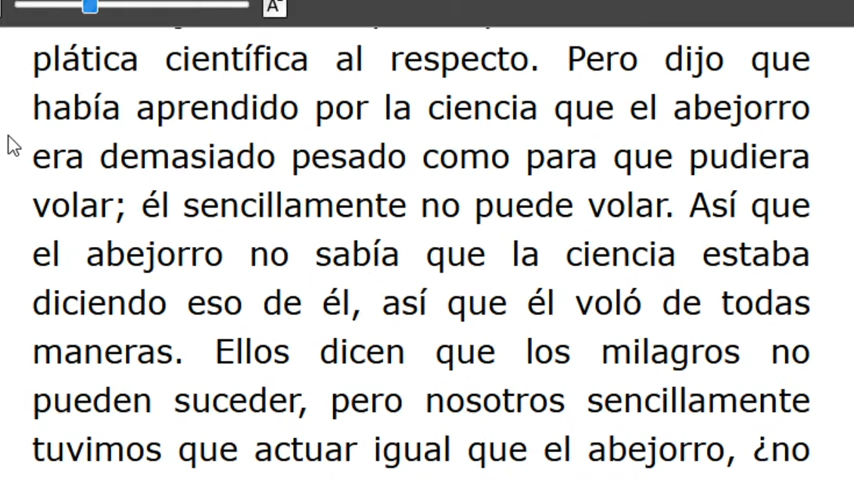 A
plática científica al respecto. Pero dijo que
había aprendido por la ciencia que el abejorro
era demasiado pesado como para que pudiera
volar; él sencillamente no puede volar. Así que
el abejorro no sabía que la ciencia estaba
diciendo eso de él, así que él voló de todas
maneras. Ellos dicen que los milagros no
pueden suceder, pero nosotros sencillamente
tuvimos que actuar igual que el abejorro, ¿no